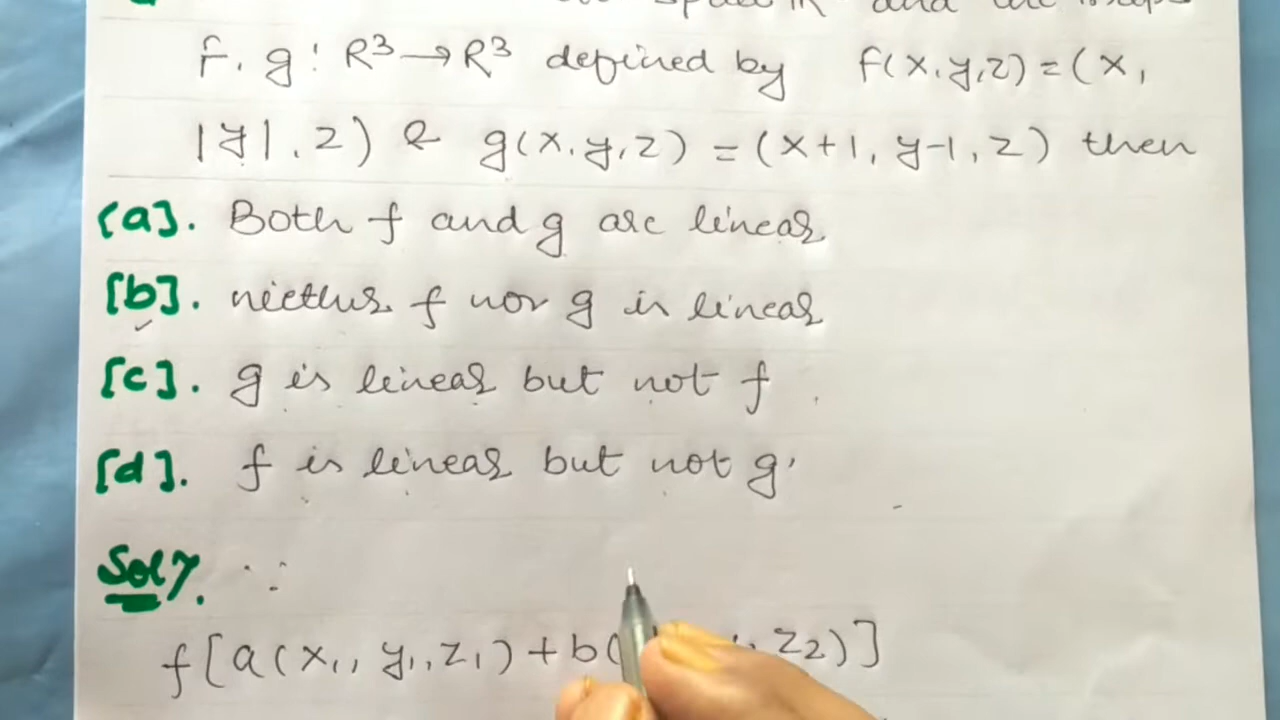 and
f, g : R³→R³ defined by f(x,y,z) = (x,
|y|, z) & g(x,y,z) = (x+1, y-1, z) then
[a]. Both f and g are linear
[b]. niether f nor g is linear
[c]. g is linear but not f.
[d]. f is linear but not g.
Sol7. ∵
f[a(x₁, y₁, z₁) + b( , z₂)]